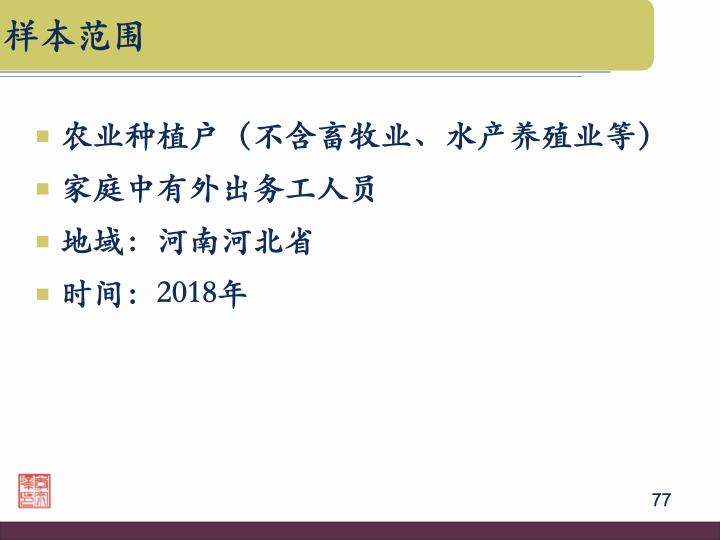 样本范围
农业种植户（不含畜牧业、水产养殖业等）
家庭中有外出务工人员
地域：河南河北省
时间：2018年
77